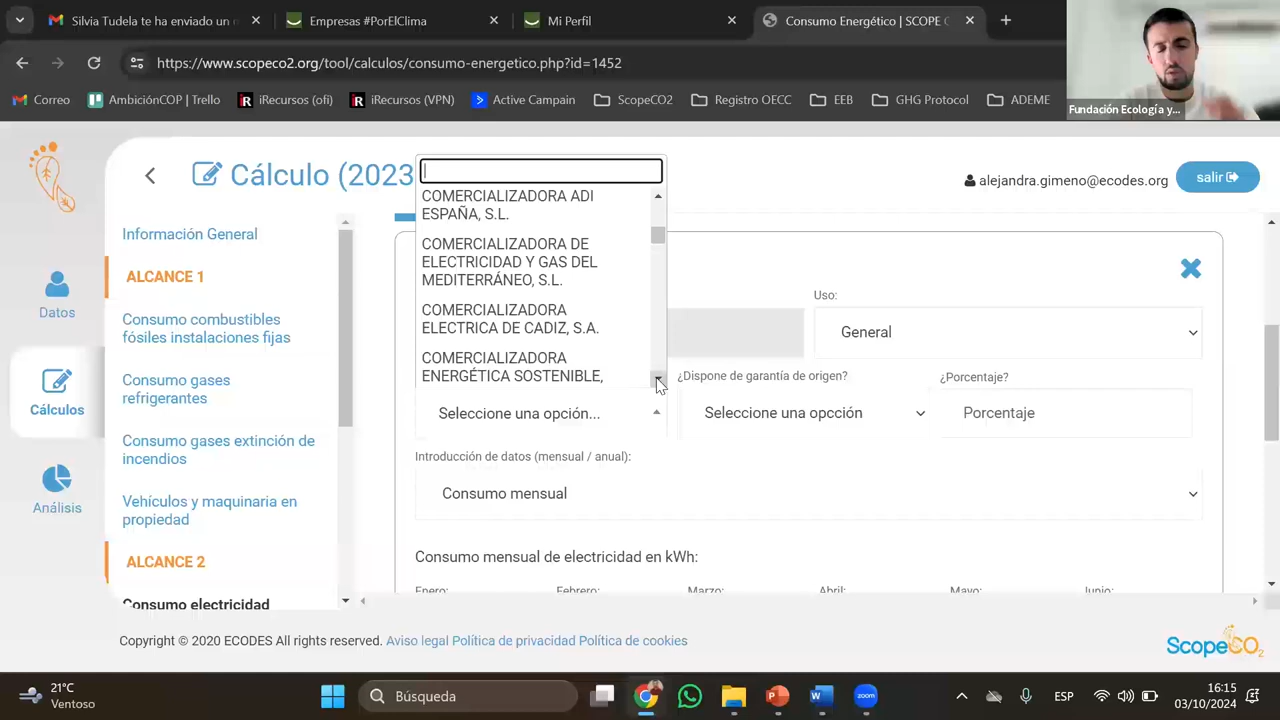 Silvia Tudela te ha enviado un
Empresas #PorElClima
Mi Perfil
Consumo Energético | SCOPE
https://www.scopeco2.org/tool/calculos/consumo-energetico.php?id=1452
Correo
AmbiciónCOP | Trello
iRecursos (ofi)
iRecursos (VPN)
Active Campain
ScopeCO2
Registro OECC
EEB
GHG Protocol
ADEME
Fundación Ecología y...
Cálculo (2023
alejandra.gimeno@ecodes.org
salir
Datos
Cálculos
Análisis
Información General
ALCANCE 1
Consumo combustibles
fósiles instalaciones fijas
Consumo gases
refrigerantes
Consumo gases extinción de
incendios
Vehículos y maquinaria en
propiedad
ALCANCE 2
Consumo electricidad
COMERCIALIZADORA ADI
ESPAÑA, S.L.
COMERCIALIZADORA DE
ELECTRICIDAD Y GAS DEL
MEDITERRÁNEO, S.L.
COMERCIALIZADORA
ELECTRICA DE CADIZ, S.A.
COMERCIALIZADORA
ENERGÉTICA SOSTENIBLE,
Seleccione una opción...
Uso:
General
¿Dispone de garantía de origen?
Seleccione una opcción
¿Porcentaje?
Porcentaje
Introducción de datos (mensual / anual):
Consumo mensual
Consumo mensual de electricidad en kWh:
Enero: Febrero: Marzo: Abril: Mayo: Junio:
Copyright © 2020 ECODES All rights reserved. Aviso legal Política de privacidad Política de cookies
ScopeCO2
21°C
Ventoso
Búsqueda
zoom
ESP
16:15
03/10/2024